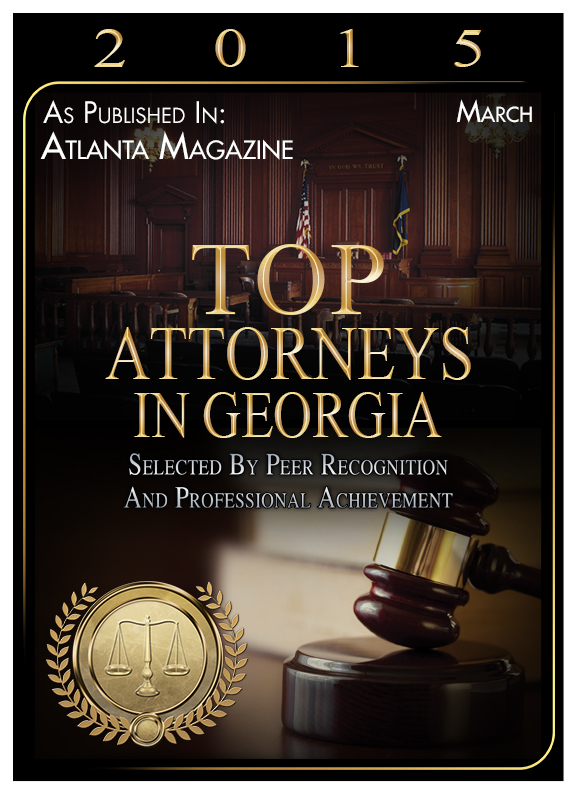 2 0 1 5
As Published In:
March
Atlanta Magazine
IN GOD WE TRUST
TOP
ATTORNEYS
IN GEORGIA
Selected By Peer Recognition
And Professional Achievement